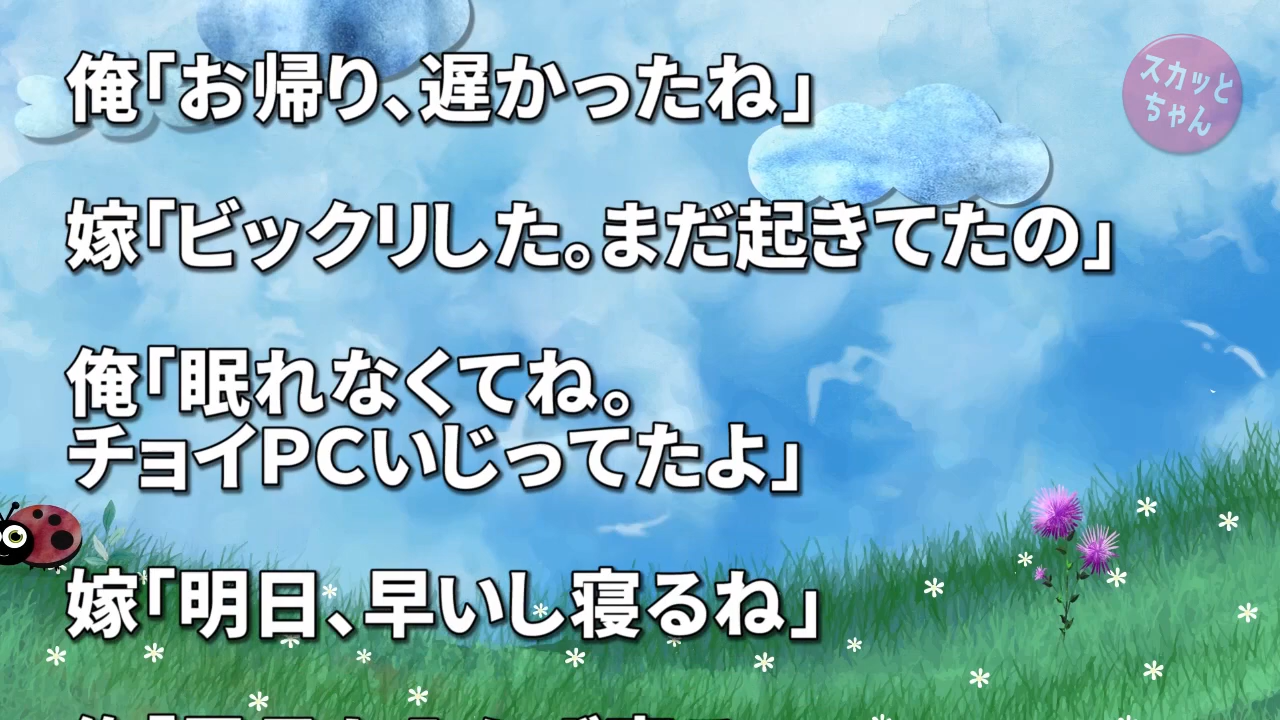 俺「お帰り、遅かったね」
スカッと
ちゃん
嫁「ビックリした。まだ起きてたの」
俺「眠れなくてね。
チョイPCいじってたよ」
嫁「明日、早いし寝るね」